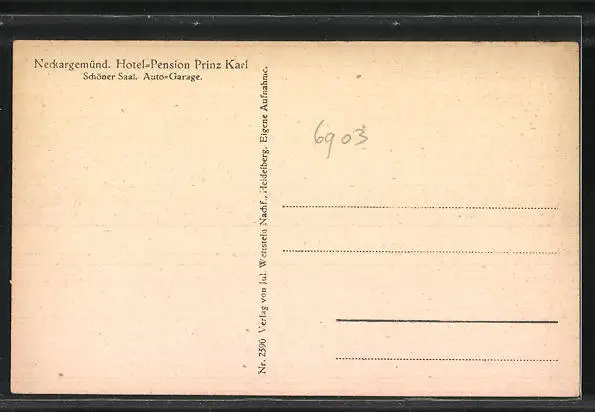 Neckargemünd. Hotel-Pension Prinz Karl
Schöner Saal. Auto-Garage.
Nr. 2590 Verlag von Jul. Wettstein Nachf., Heidelberg. Eigene Aufnahme.
6903